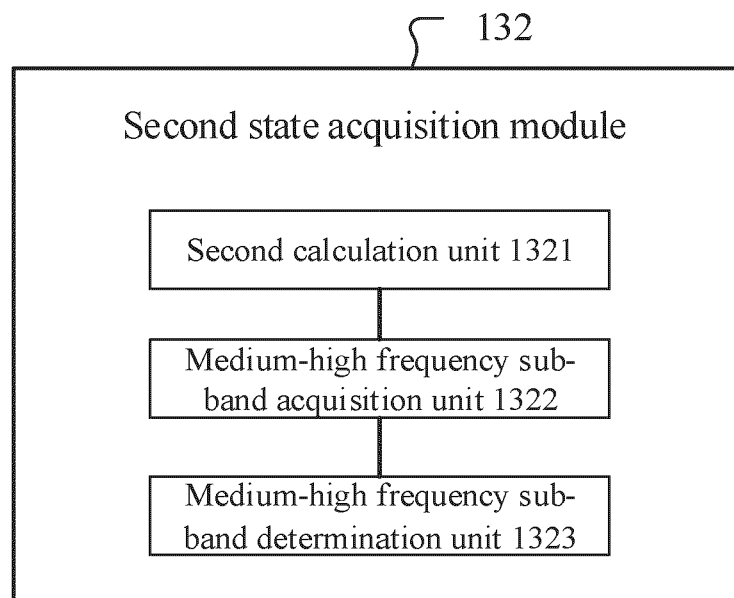 132
Second state acquisition module
Second calculation unit 1321
Medium-high frequency sub-
band acquisition unit 1322
Medium-high frequency sub-
band determination unit 1323